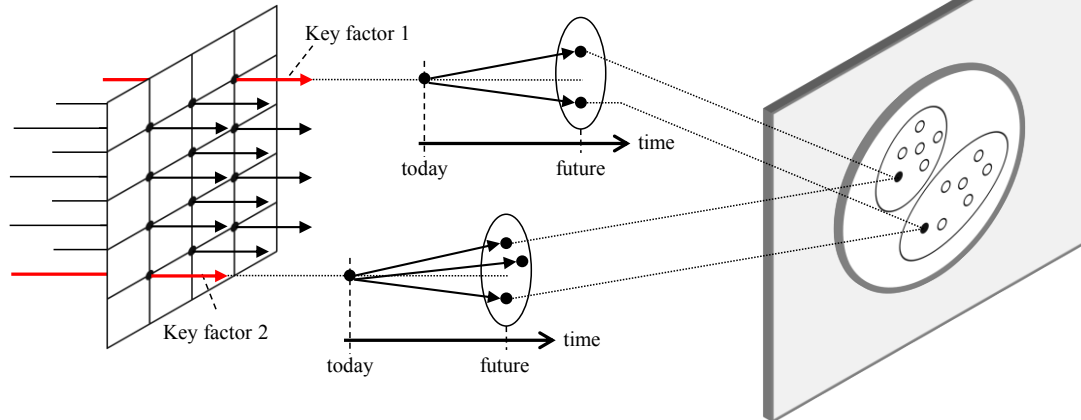 Key factor 1
time
today
future
Key factor 2
time
today
future